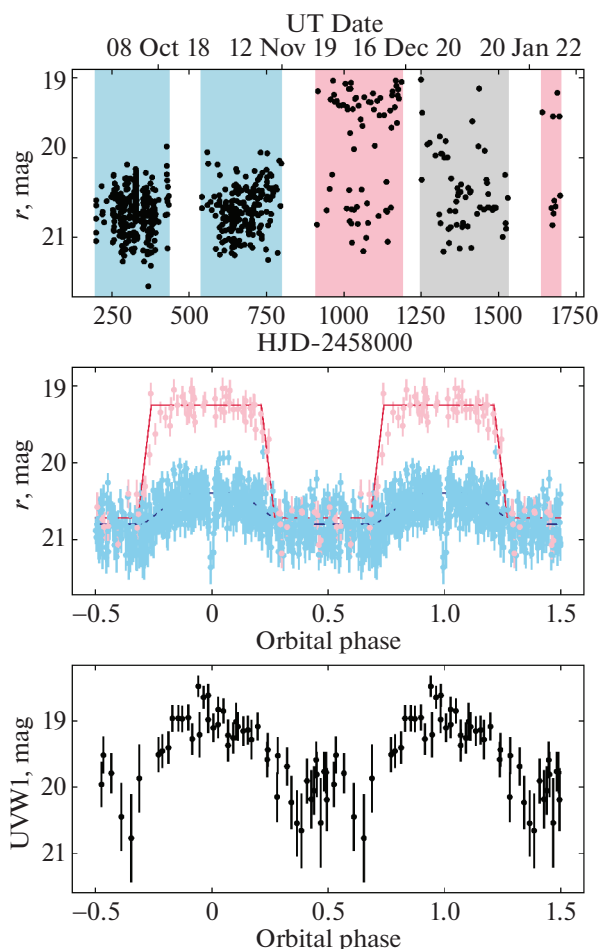 UT Date
08 Oct 18 12 Nov 19 16 Dec 20 20 Jan 22
19
20
21
r, mag
250 500 750 1000 1250 1500 1750
HJD-2458000
19
20
21
r, mag
−0.5 0 0.5 1.0 1.5
Orbital phase
19
20
21
UVW1, mag
−0.5 0 0.5 1.0 1.5
Orbital phase